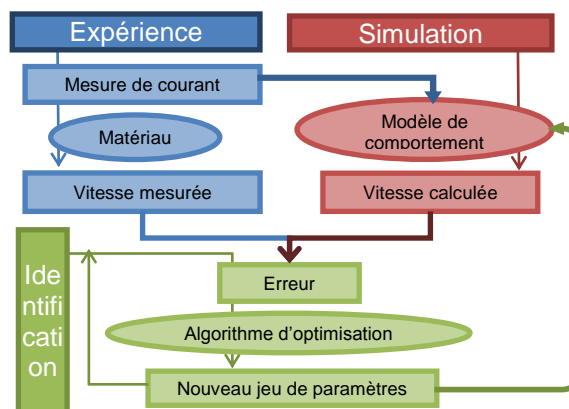 Expérience
Simulation
Mesure de courant
Matériau
Modèle de
comportement
Vitesse mesurée
Vitesse calculée
Ide
ntifi
cati
on
Erreur
Algorithme d'optimisation
Nouveau jeu de paramètres